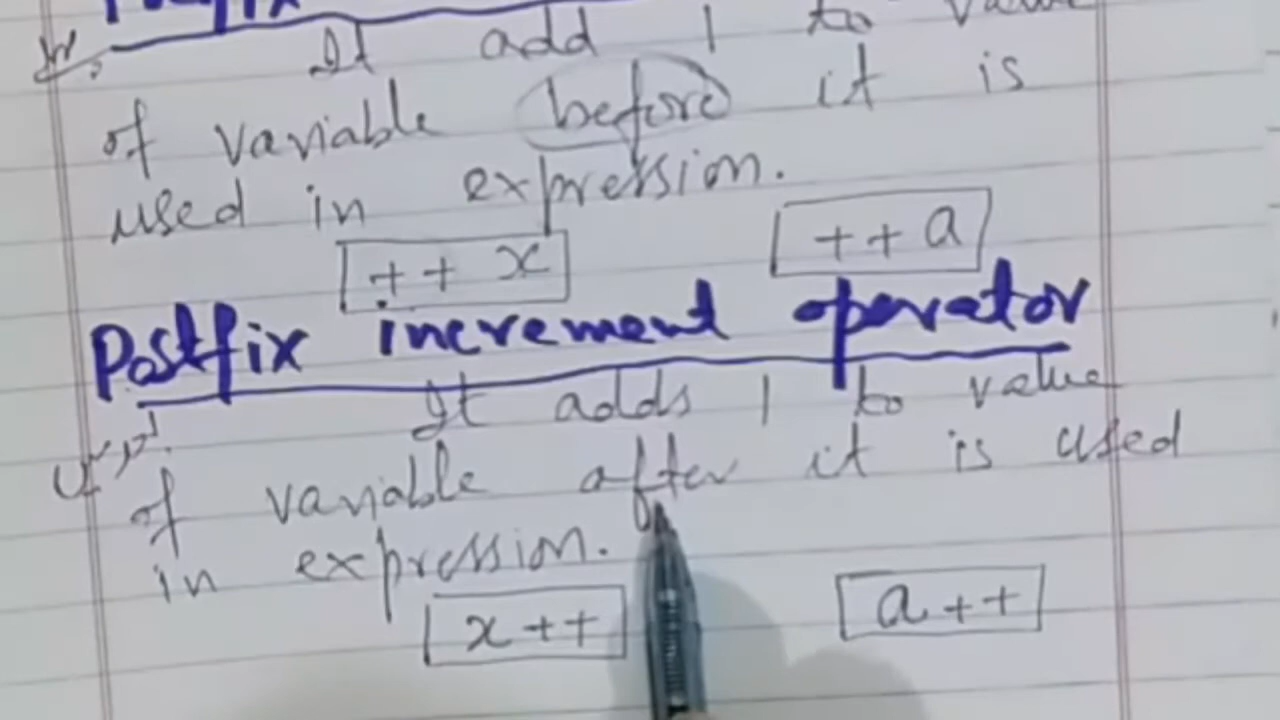 It add 1 to value
of variable before it is
used in expression.
++ x ++ a
Postfix increment operator
It adds 1 to value
of variable after it is used
in expression.
x ++ a ++